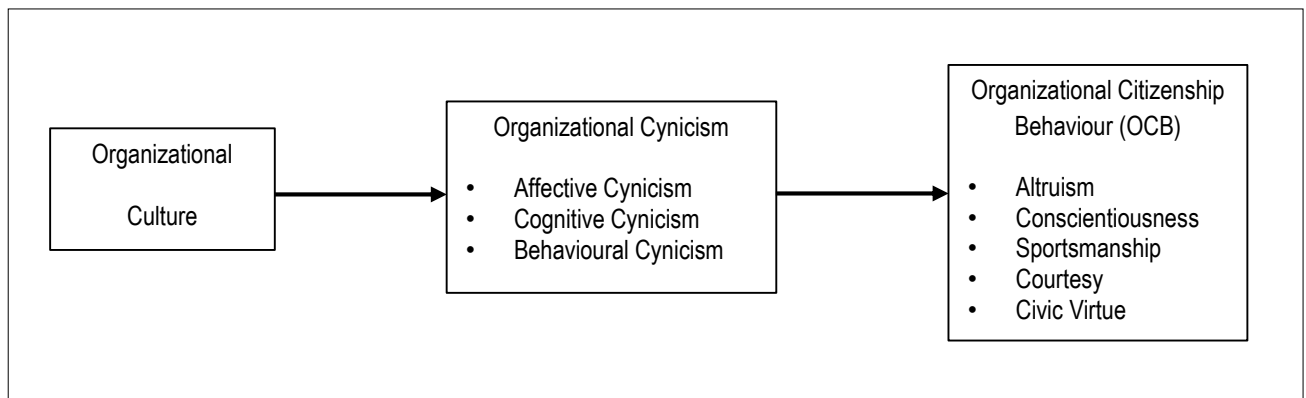 Organizational
Culture
Organizational Cynicism
• Affective Cynicism
• Cognitive Cynicism
• Behavioural Cynicism
Organizational Citizenship
Behaviour (OCB)
• Altruism
• Conscientiousness
• Sportsmanship
• Courtesy
• Civic Virtue